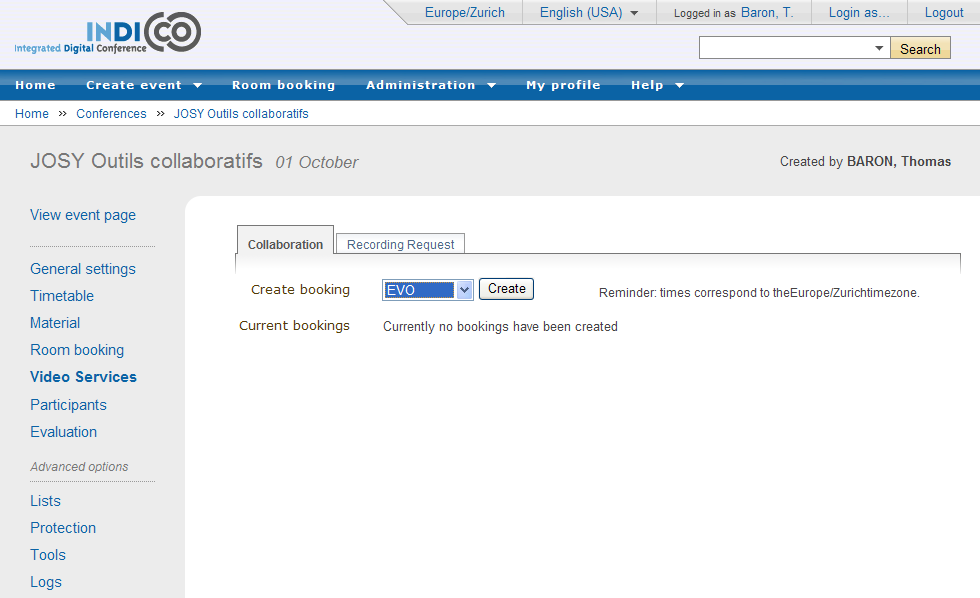 Europe/Zurich English (USA) Logged in as Baron, T. Login as... Logout
INDICO
Integrated Digital Conference
Search
Home Create event Room booking Administration My profile Help
Home » Conferences » JOSY Outils collaboratifs
JOSY Outils collaboratifs 01 October
Created by BARON, Thomas
View event page
General settings
Timetable
Material
Room booking
Video Services
Participants
Evaluation
Advanced options
Lists
Protection
Tools
Logs
Collaboration Recording Request
Create booking EVO Create Reminder: times correspond to theEurope/Zurichtimezone.
Current bookings Currently no bookings have been created